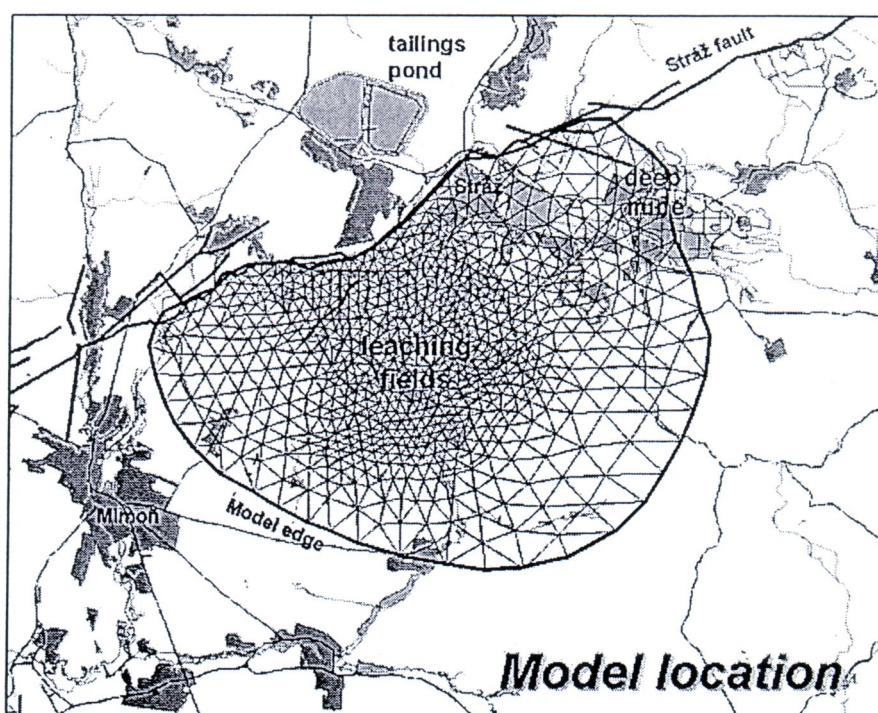 tailings
pond
Stráž fault
Stráž
deep
mine
leaching
fields
Model edge
Mimoň
Model location